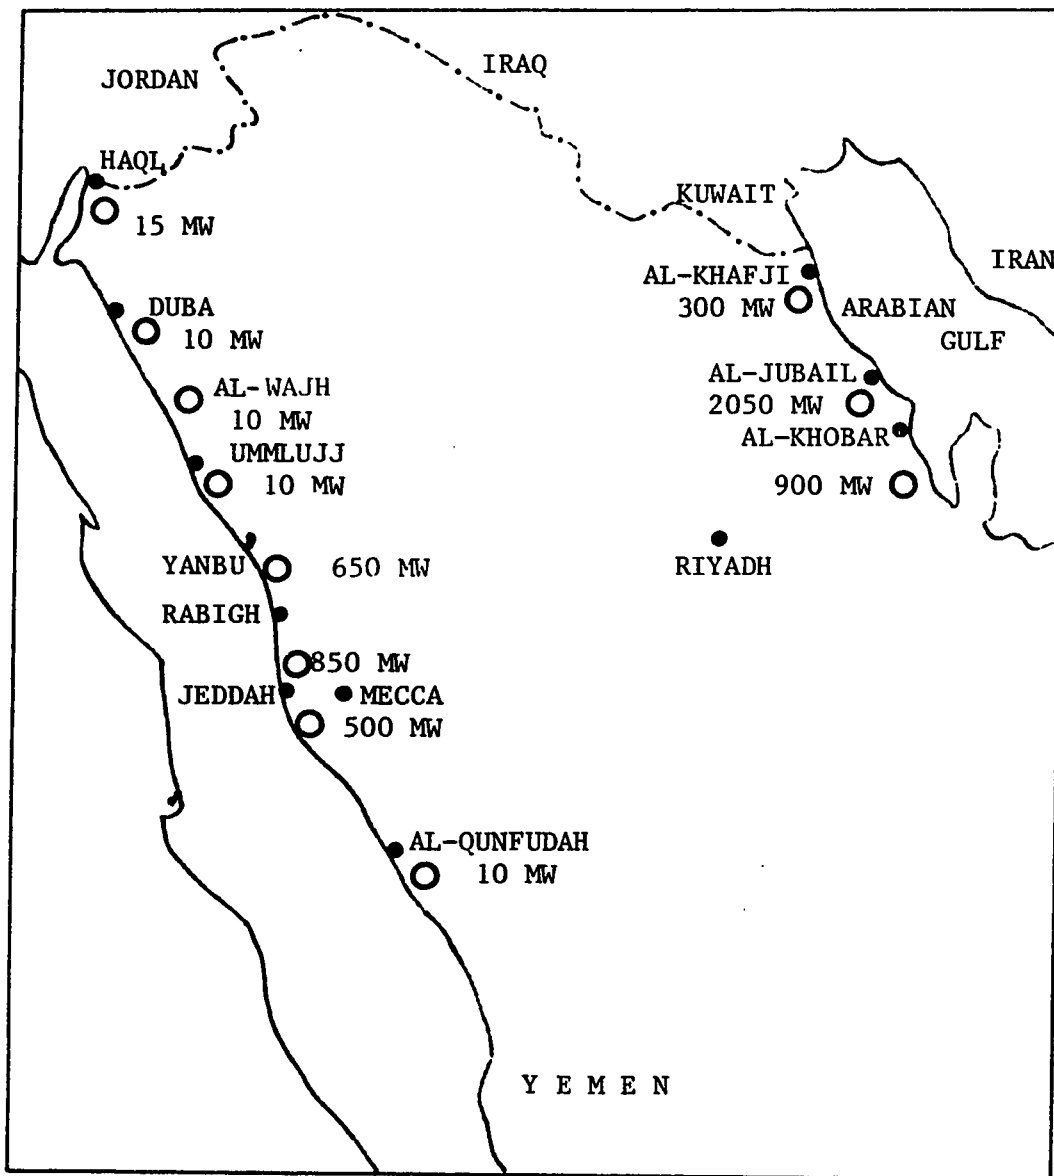 IRAQ
JORDAN
HAQL
15 MW
KUWAIT
IRAN
AL-KHAFJI
300 MW
ARABIAN
GULF
DUBA
10 MW
AL-WAJH
10 MW
UMMLUJJ
10 MW
AL-JUBAIL
2050 MW
AL-KHOBAR
900 MW
YANBU
650 MW
RIYADH
RABIGH
850 MW
JEDDAH
MECCA
500 MW
AL-QUNFUDAH
10 MW
Y E M E N